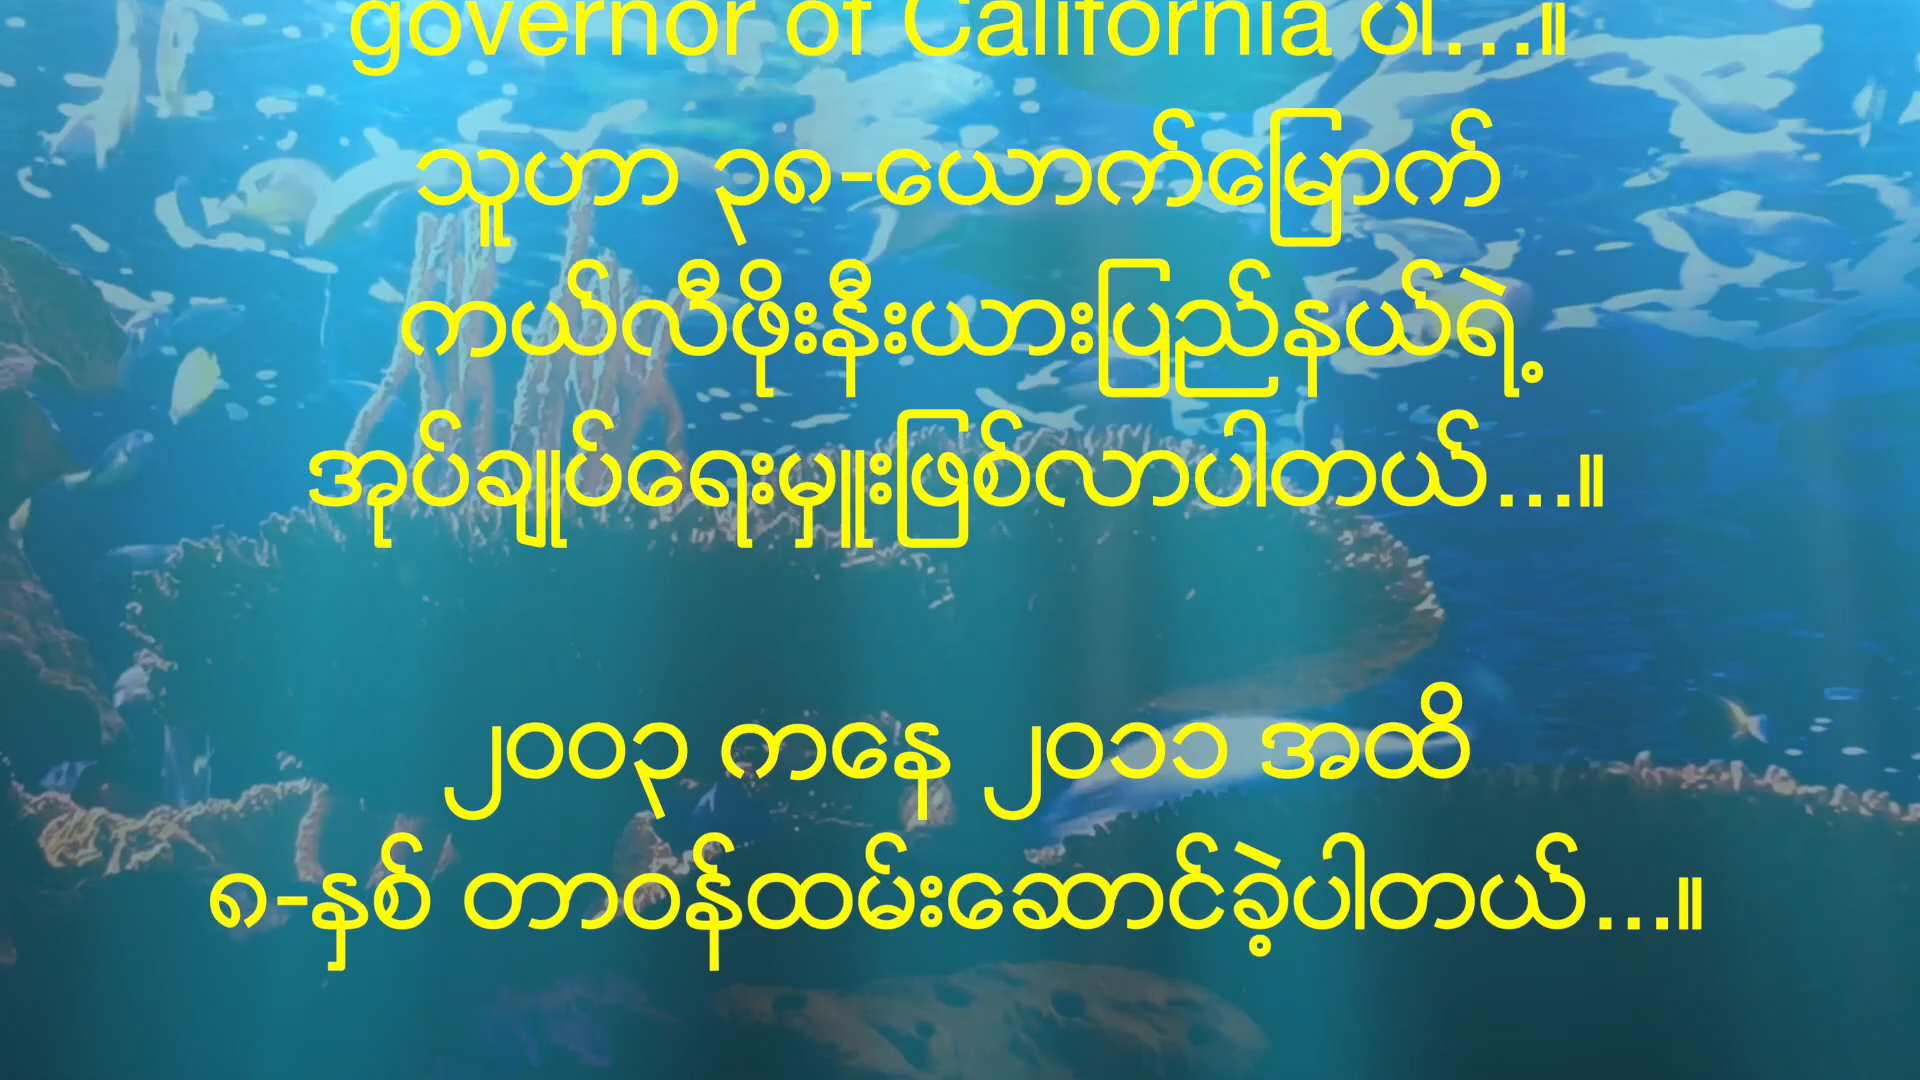 governor of California ပါ...။
သူဟာ ၃၈-ယောက်မြောက်
ကယ်လီဖိုးနီးယားပြည်နယ်ရဲ့
အုပ်ချျုပ်ရေးမှူးဖြစ်လာပါတယ်...။
၂၀၀၃ ကနေ ၂၀၁၁ အထိ
၈-နှစ် တာဝန်ထမ်းဆောင်ခဲ့ပါတယ်...။